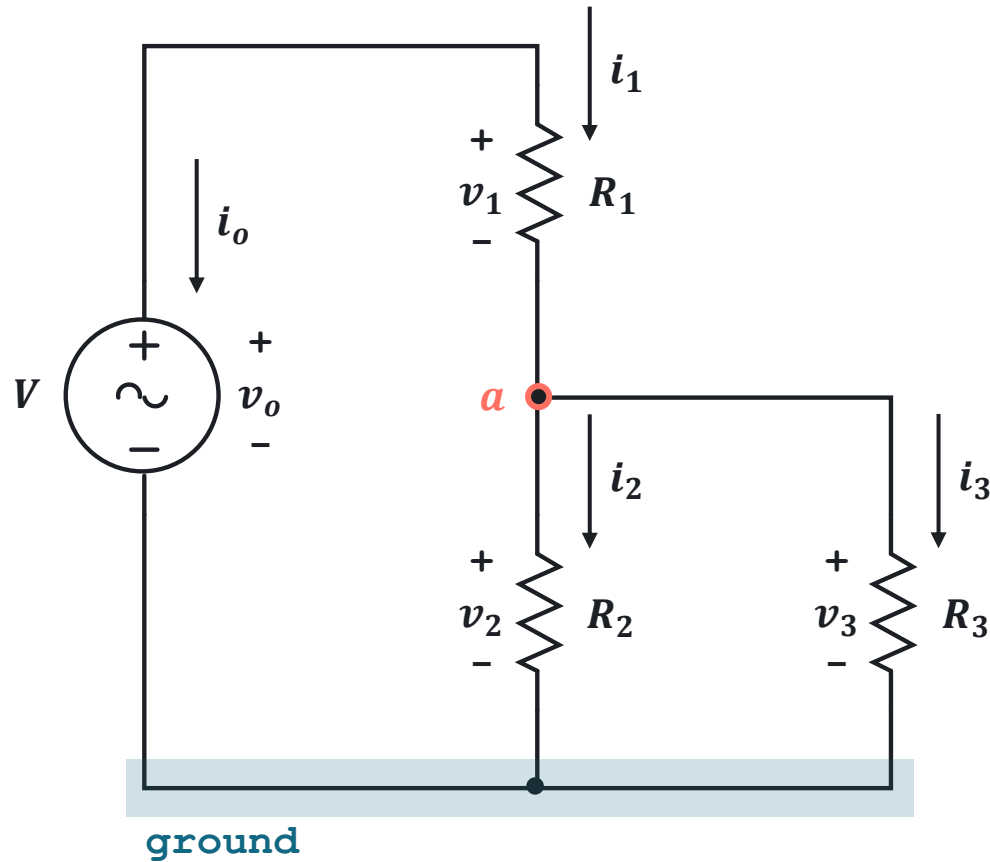 i₁
+
v₁
−
R₁
iₒ
V
+
−
+
vₒ
−
a
i₂
i₃
+
v₂
−
R₂
+
v₃
−
R₃
ground